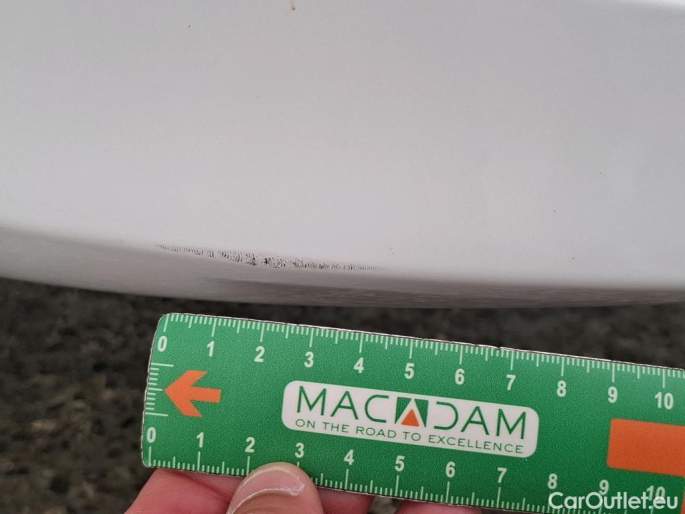 0 1 2 3 4 5 6 7 8 9 10
MACADAM
ON THE ROAD TO EXCELLENCE
0 1 2 3 4 5 6 7 8 9 10
CarOutlet.eu